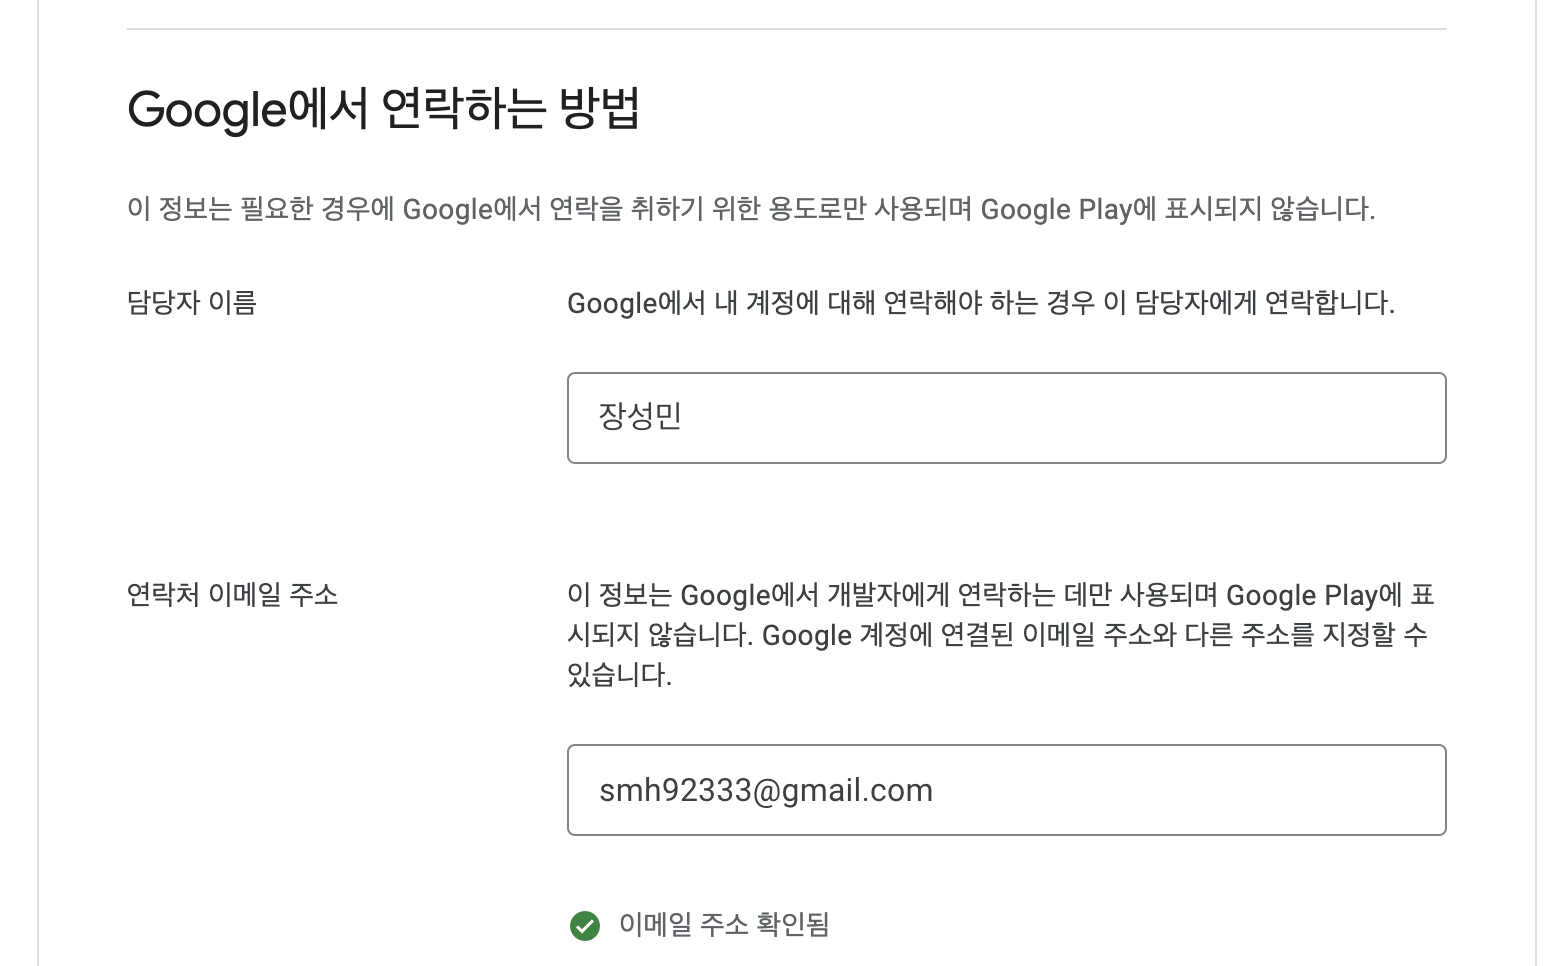 Google에서 연락하는 방법
이 정보는 필요한 경우에 Google에서 연락을 취하기 위한 용도로만 사용되며 Google Play에 표시되지 않습니다.
담당자 이름
Google에서 내 계정에 대해 연락해야 하는 경우 이 담당자에게 연락합니다.
장성민
연락처 이메일 주소
이 정보는 Google에서 개발자에게 연락하는 데만 사용되며 Google Play에 표
시되지 않습니다. Google 계정에 연결된 이메일 주소와 다른 주소를 지정할 수
있습니다.
smh92333@gmail.com
이메일 주소 확인됨